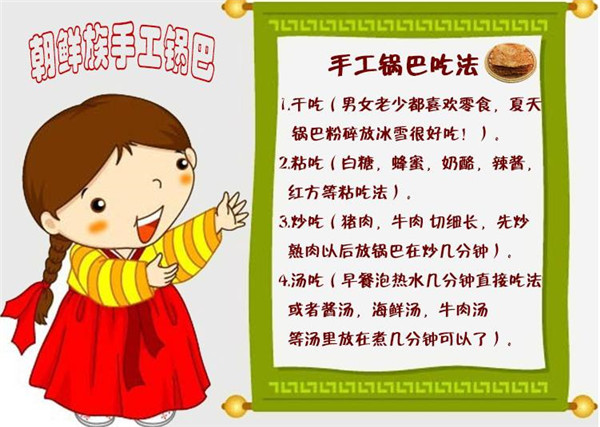 朝鲜族手工锅巴
手工锅巴吃法
1.干吃（男女老少都喜欢零食，夏天
锅巴粉碎放冰雪很好吃！）。
2.粘吃（白糖，蜂蜜，奶酪，辣酱，
红方等粘吃法）。
3.炒吃（猪肉，牛肉 切细长，先炒
熟肉以后放锅巴在炒几分钟）。
4.汤吃（早餐泡热水几分钟直接吃法
或者酱汤，海鲜汤，牛肉汤
等汤里放在煮几分钟可以了）。